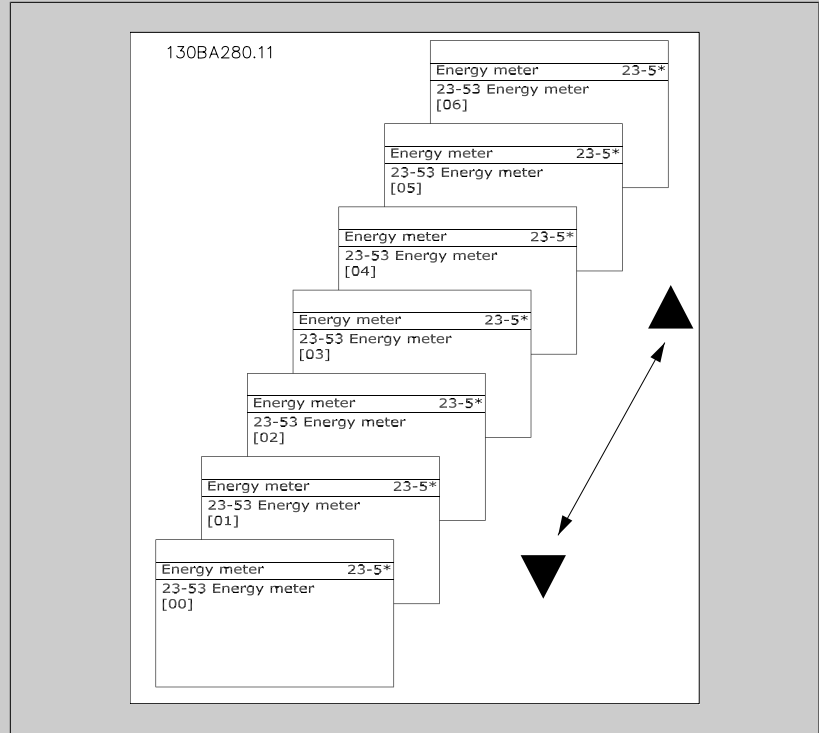 130BA280.11
Energy meter 23-5*
23-53 Energy meter
[06]
Energy meter 23-5*
23-53 Energy meter
[05]
Energy meter 23-5*
23-53 Energy meter
[04]
Energy meter 23-5*
23-53 Energy meter
[03]
Energy meter 23-5*
23-53 Energy meter
[02]
Energy meter 23-5*
23-53 Energy meter
[01]
Energy meter 23-5*
23-53 Energy meter
[00]